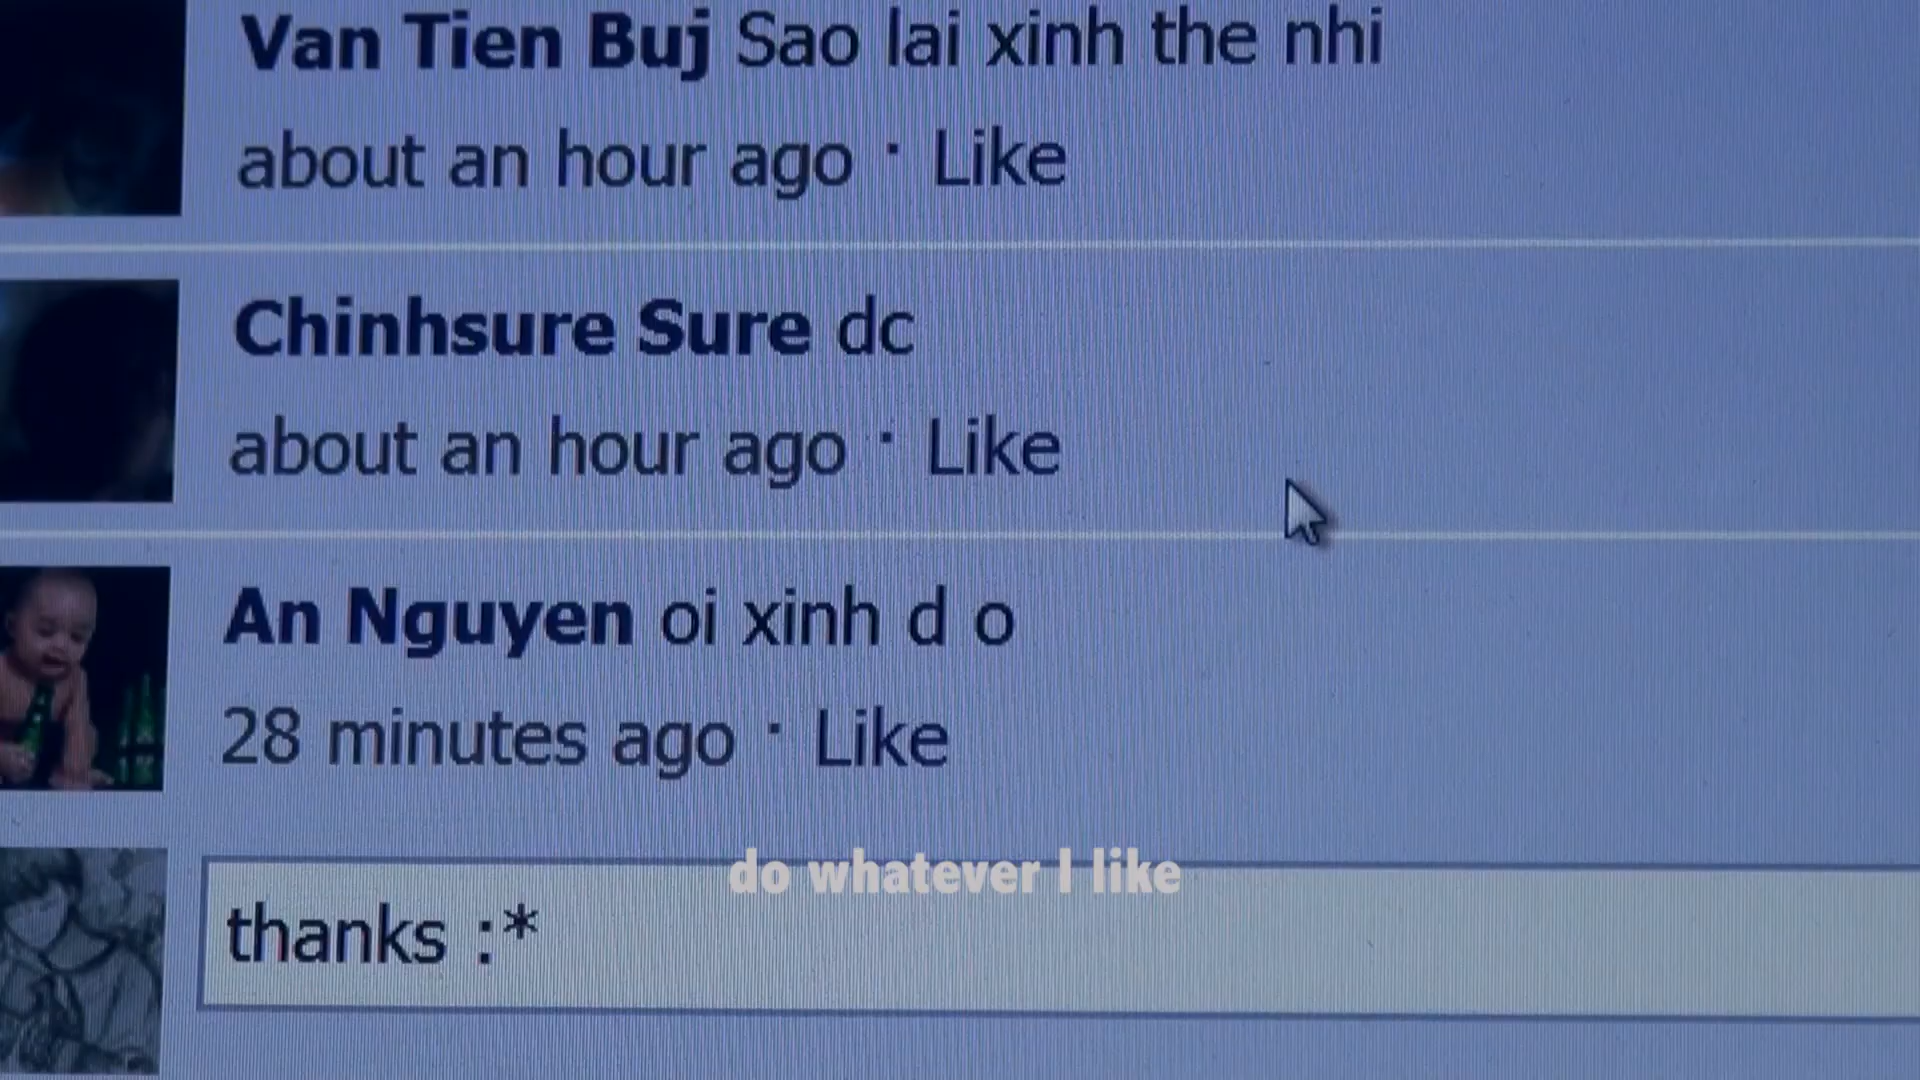 Van Tien Buj Sao lai xinh the nhi
about an hour ago · Like
Chinhsure Sure dc
about an hour ago · Like
An Nguyen oi xinh d o
28 minutes ago · Like
do whatever I like
thanks :*